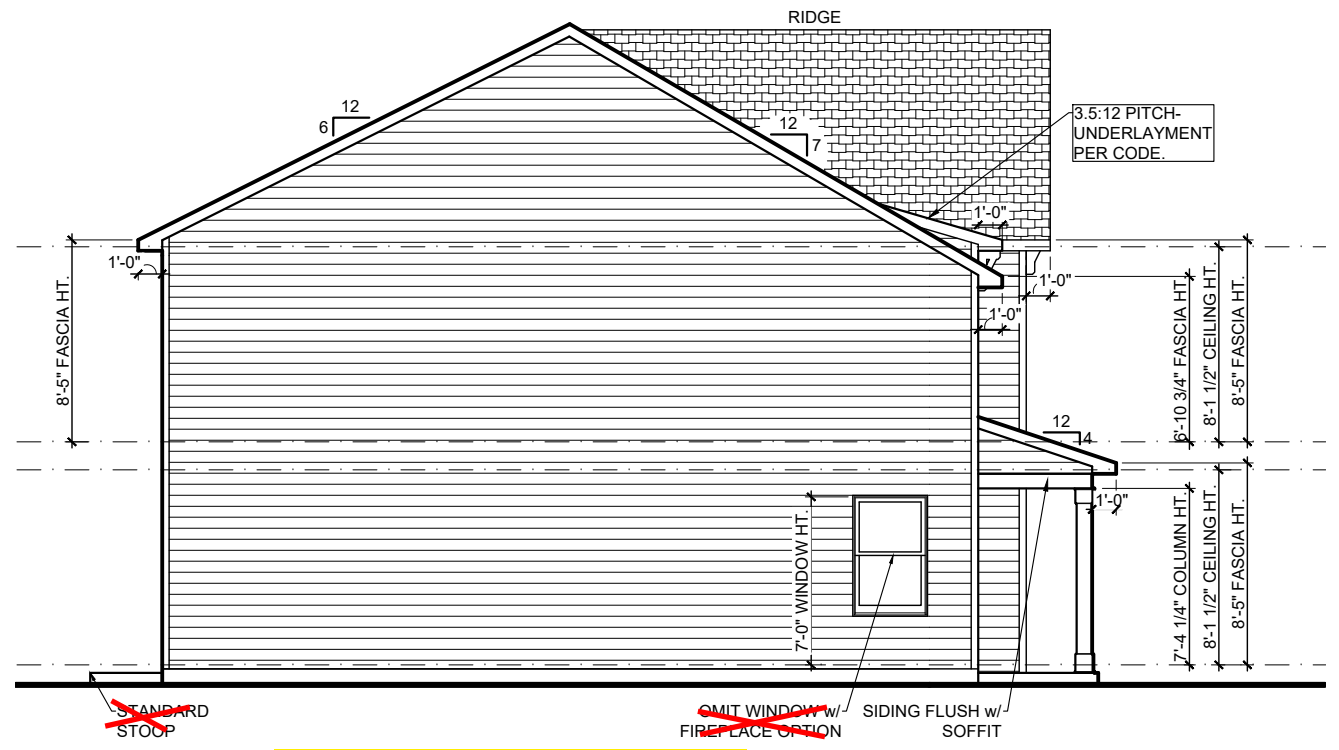 RIDGE
12
6
12
7
3.5:12 PITCH-
UNDERLAYMENT
PER CODE.
1'-0"
1'-0"
1'-0"
1'-0"
8'-5" FASCIA HT.
6'-10 3/4" FASCIA HT.
8'-1 1/2" CEILING HT.
8'-5" FASCIA HT.
12
4
1'-0"
7'-0" WINDOW HT.
7'-4 1/4" COLUMN HT.
8'-1 1/2" CEILING HT.
8'-5" FASCIA HT.
STANDARD
STOOP
OMIT WINDOW w/
FIREPLACE OPTION
SIDING FLUSH w/
SOFFIT